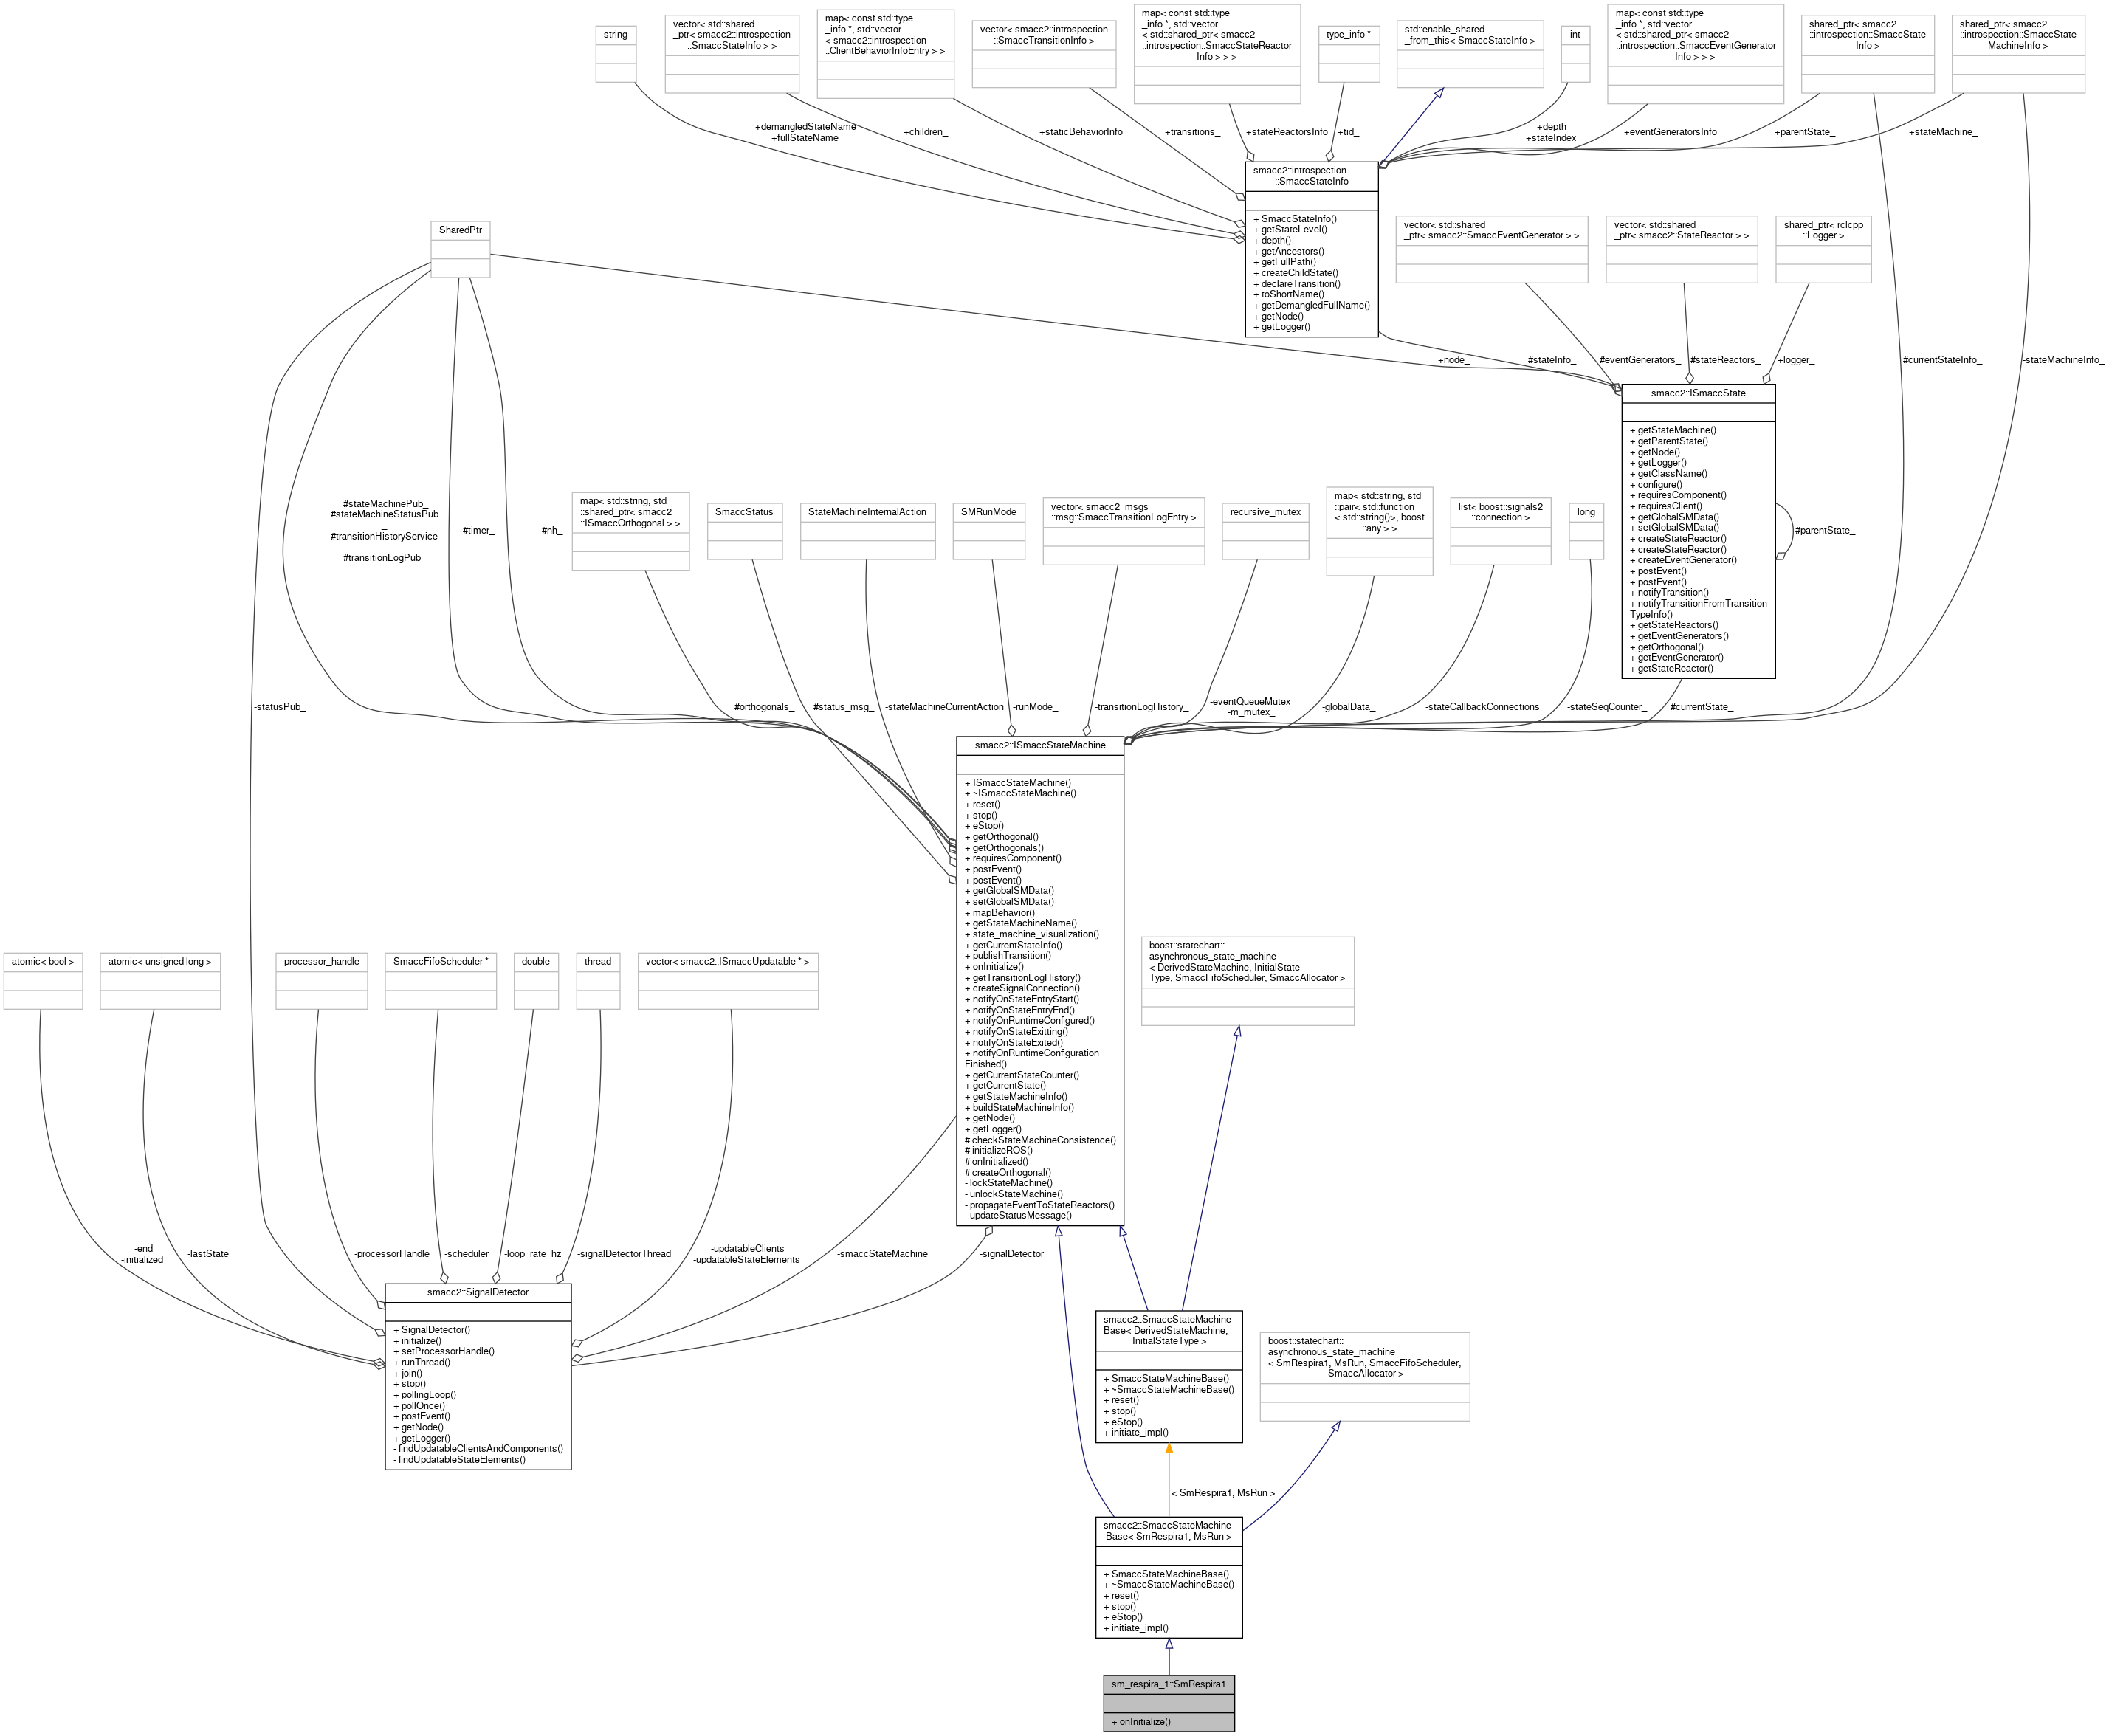 string
vector< std::shared
_ptr< smacc2::introspection
::SmaccStateInfo > >
map< const std::type
_info *, std::vector
< smacc2::introspection
::ClientBehaviorInfoEntry > >
vector< smacc2::introspection
::SmaccTransitionInfo >
map< const std::type
_info *, std::vector
< std::shared_ptr< smacc2
::introspection::SmaccStateReactor
Info > > >
type_info *
std::enable_shared
_from_this< SmaccStateInfo >
int
map< const std::type
_info *, std::vector
< std::shared_ptr< smacc2
::introspection::SmaccEventGenerator
Info > > >
shared_ptr< smacc2
::introspection::SmaccState
Info >
shared_ptr< smacc2
::introspection::SmaccState
MachineInfo >
+demangledStateName
+fullStateName
+children_
+staticBehaviorInfo
+transitions_
+stateReactorsInfo
+tid_
+depth_
+stateIndex_
+eventGeneratorsInfo
+parentState_
+stateMachine_
smacc2::introspection
::SmaccStateInfo
+ SmaccStateInfo()
+ getStateLevel()
+ depth()
+ getAncestors()
+ getFullPath()
+ createChildState()
+ declareTransition()
+ toShortName()
+ getDemangledFullName()
+ getNode()
+ getLogger()
SharedPtr
vector< std::shared
_ptr< smacc2::SmaccEventGenerator > >
vector< std::shared
_ptr< smacc2::StateReactor > >
shared_ptr< rclcpp
::Logger >
+node_
#stateInfo_
#eventGenerators_
#stateReactors_
+logger_
#currentStateInfo_
-stateMachineInfo_
smacc2::ISmaccState
+ getStateMachine()
+ getParentState()
+ getNode()
+ getLogger()
+ getClassName()
+ configure()
+ requiresComponent()
+ requiresClient()
+ getGlobalSMData()
+ setGlobalSMData()
+ createStateReactor()
+ createStateReactor()
+ createEventGenerator()
+ postEvent()
+ postEvent()
+ notifyTransition()
+ notifyTransitionFromTransition
TypeInfo()
+ getStateReactors()
+ getEventGenerators()
+ getOrthogonal()
+ getEventGenerator()
+ getStateReactor()
#parentState_
#stateMachinePub_
#stateMachineStatusPub
_
#transitionHistoryService
_
#transitionLogPub_
#timer_
#nh_
map< std::string, std
::shared_ptr< smacc2
::ISmaccOrthogonal > >
SmaccStatus
StateMachineInternalAction
SMRunMode
vector< smacc2_msgs
::msg::SmaccTransitionLogEntry >
recursive_mutex
map< std::string, std
::pair< std::function
< std::string()>, boost
::any > >
list< boost::signals2
::connection >
long
-statusPub_
#orthogonals_
#status_msg_
-stateMachineCurrentAction
-runMode_
-transitionLogHistory_
-eventQueueMutex_
-m_mutex_
-globalData_
-stateCallbackConnections
-stateSeqCounter_
#currentState_
smacc2::ISmaccStateMachine
+ ISmaccStateMachine()
+ ~ISmaccStateMachine()
+ reset()
+ stop()
+ eStop()
+ getOrthogonal()
+ getOrthogonals()
+ requiresComponent()
+ postEvent()
+ postEvent()
+ getGlobalSMData()
+ setGlobalSMData()
+ mapBehavior()
+ getStateMachineName()
+ state_machine_visualization()
+ getCurrentStateInfo()
+ publishTransition()
+ onInitialize()
+ getTransitionLogHistory()
+ createSignalConnection()
+ notifyOnStateEntryStart()
+ notifyOnStateEntryEnd()
+ notifyOnRuntimeConfigured()
+ notifyOnStateExitting()
+ notifyOnStateExited()
+ notifyOnRuntimeConfiguration
Finished()
+ getCurrentStateCounter()
+ getCurrentState()
+ getStateMachineInfo()
+ buildStateMachineInfo()
+ getNode()
+ getLogger()
# checkStateMachineConsistence()
# initializeROS()
# onInitialized()
# createOrthogonal()
- lockStateMachine()
- unlockStateMachine()
- propagateEventToStateReactors()
- updateStatusMessage()
atomic< bool >
atomic< unsigned long >
processor_handle
SmaccFifoScheduler *
double
thread
vector< smacc2::ISmaccUpdatable * >
boost::statechart::
asynchronous_state_machine
< DerivedStateMachine, InitialState
Type, SmaccFifoScheduler, SmaccAllocator >
-end_
-initialized_
-lastState_
-processorHandle_
-scheduler_
-loop_rate_hz
-signalDetectorThread_
-updatableClients_
-updatableStateElements_
-smaccStateMachine_
-signalDetector_
smacc2::SignalDetector
+ SignalDetector()
+ initialize()
+ setProcessorHandle()
+ runThread()
+ join()
+ stop()
+ pollingLoop()
+ pollOnce()
+ postEvent()
+ getNode()
+ getLogger()
- findUpdatableClientsAndComponents()
- findUpdatableStateElements()
smacc2::SmaccStateMachine
Base< DerivedStateMachine,
InitialStateType >
+ SmaccStateMachineBase()
+ ~SmaccStateMachineBase()
+ reset()
+ stop()
+ eStop()
+ initiate_impl()
boost::statechart::
asynchronous_state_machine
< SmRespira1, MsRun, SmaccFifoScheduler,
SmaccAllocator >
< SmRespira1, MsRun >
smacc2::SmaccStateMachine
Base< SmRespira1, MsRun >
+ SmaccStateMachineBase()
+ ~SmaccStateMachineBase()
+ reset()
+ stop()
+ eStop()
+ initiate_impl()
sm_respira_1::SmRespira1
+ onInitialize()